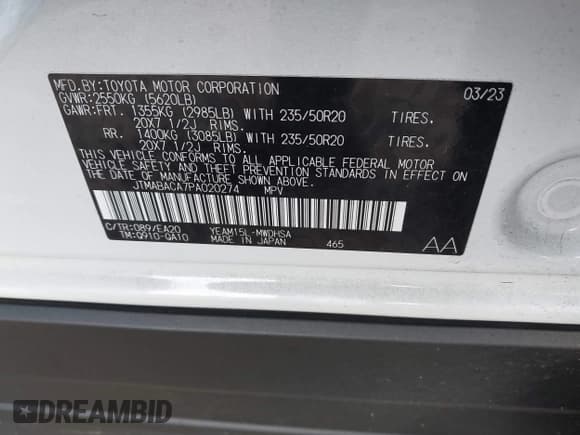 MFD. BY:TOYOTA MOTOR CORPORATION 03/23
GVWR:2550KG (5620LB)
GAWR:FRT. 1355KG (2985LB) WITH 235/50R20 TIRES.
20X7 1/2J RIMS.
RR. 1400KG (3085LB) WITH 235/50R20 TIRES.
20X7 1/2J RIMS.
THIS VEHICLE CONFORMS TO ALL APPLICABLE FEDERAL MOTOR
VEHICLE SAFETY AND THEFT PREVENTION STANDARDS IN EFFECT ON
THE DATE OF MANUFACTURE SHOWN ABOVE.
JTMABACA7PA020274 MPV
C/TR:089/EA20 YEAM15L-MWDHSA
TM:Q910-QA10 MADE IN JAPAN 465 AA
DREAMBID